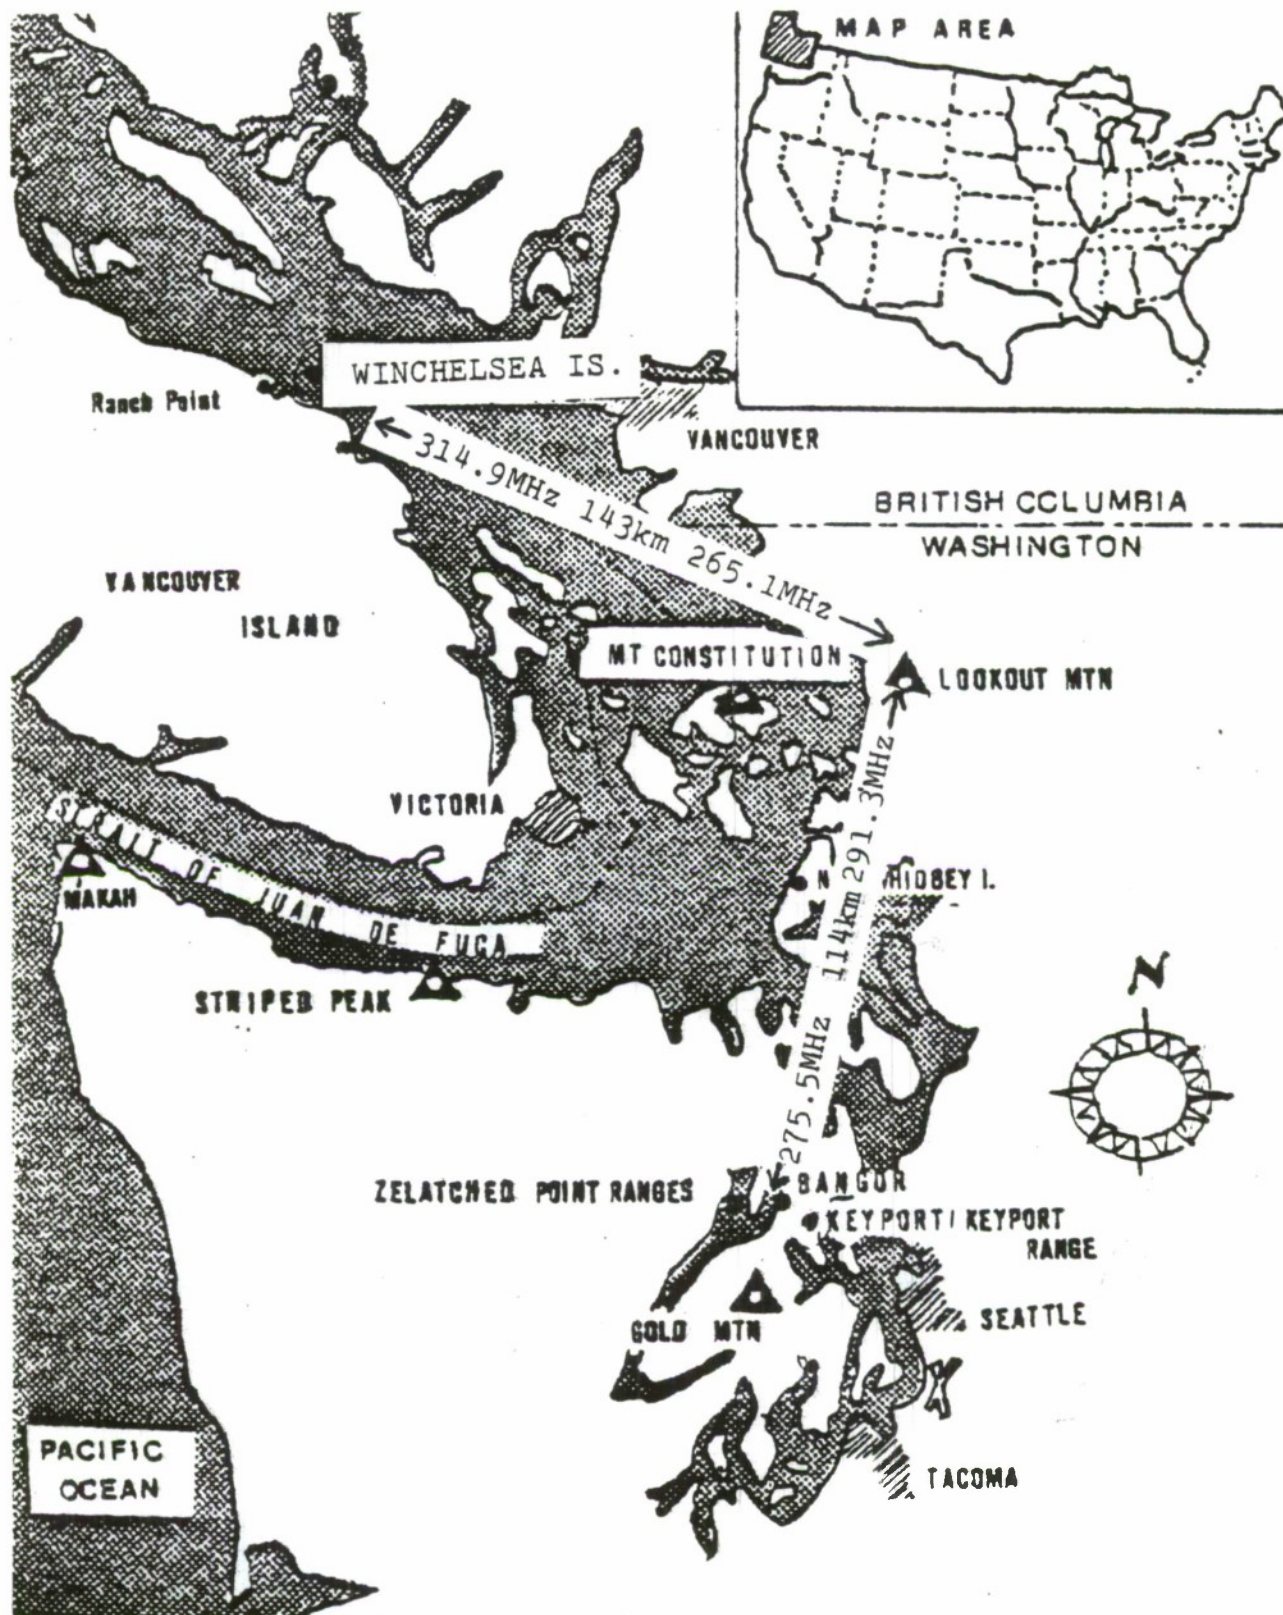 MAP AREA
WINCHELSEA IS.
Ranch Point
VANCOUVER
314.9MHz 143km 265.1MHz
BRITISH CCLUMBIA
WASHINGTON
VANCOUVER
ISLAND
MT CONSTITUTION
LOOKOUT MTN
VICTORIA
STRAIT OF JUAN DE FUCA
MAKAH
275.5MHz 114km 291.3MHz
N
HIDBEY I.
STRIPED PEAK
N
ZELATCHED POINT RANGES
BANGOR
KEYPORT/KEYPORT
RANGE
GOLD MTN
SEATTLE
PACIFIC
OCEAN
TACOMA